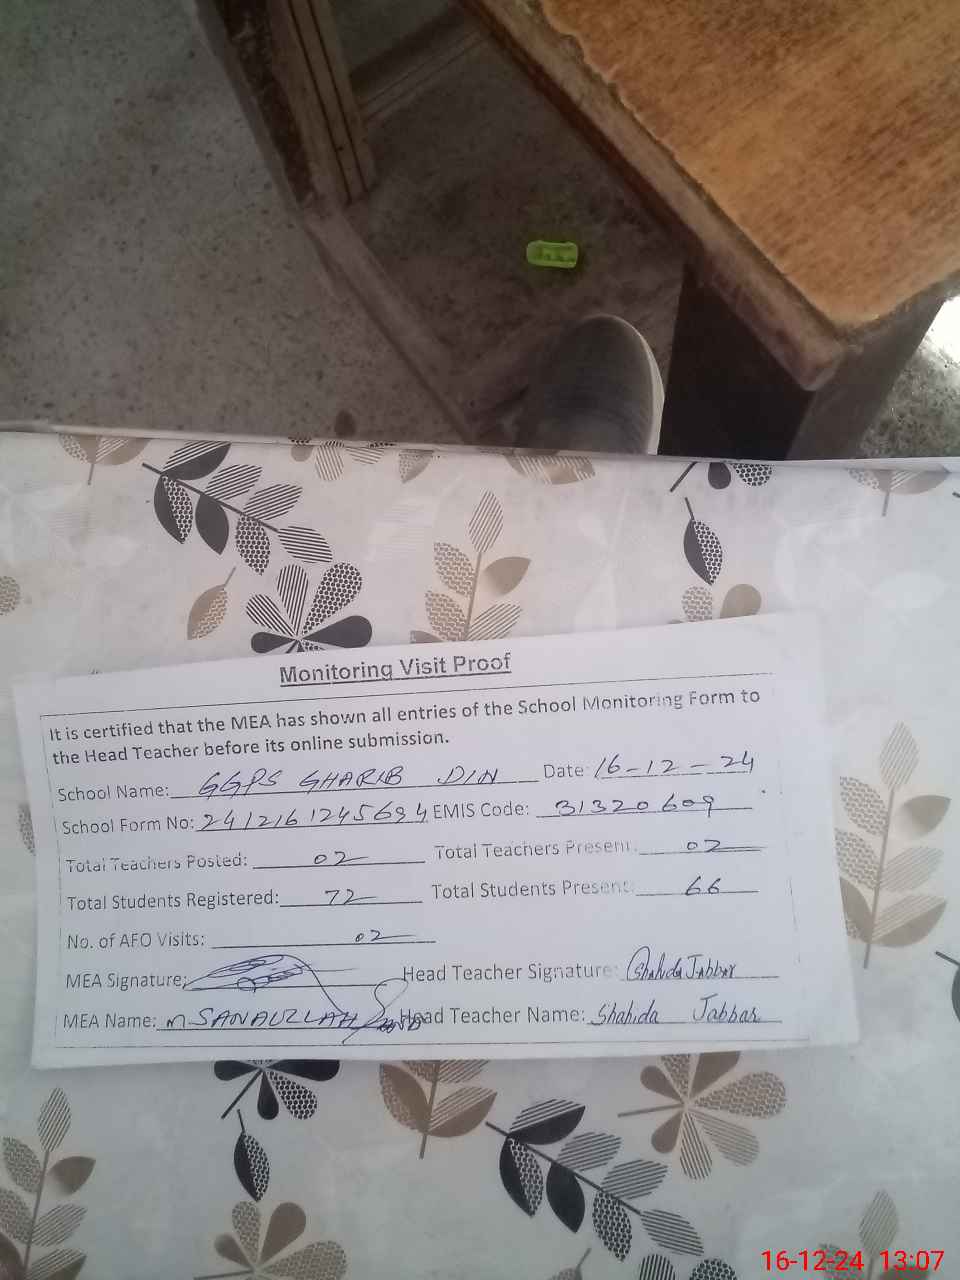 Monitoring Visit Proof
It is certified that the MEA has shown all entries of the School Monitoring Form to
the Head Teacher before its online submission.
School Name: GGPS GHARIB DIN Date: 16-12-24
School Form No: 2412161245694 EMIS Code: 31320609
Total Teachers Posted: 02 Total Teachers Present: 02
Total Students Registered: 72 Total Students Present: 66
No. of AFO Visits: 02
MEA Signature: Head Teacher Signature: Shahida Jabbar
MEA Name: M SANAULLAH Head Teacher Name: Shahida Jabbar
16-12-24 13:07